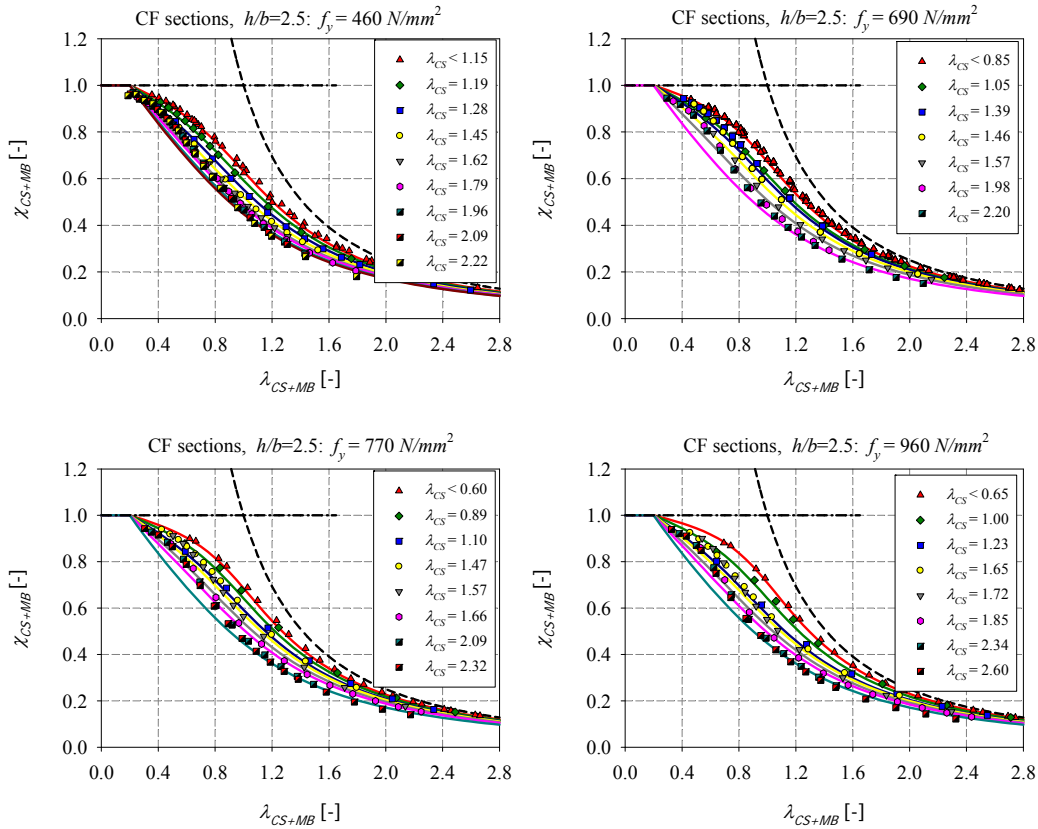 CF sections, h/b=2.5: f_y = 460 N/mm²
1.2
1.0
0.8
0.6
0.4
0.2
0.0
χ_CS+MB [-]
λ_CS < 1.15
λ_CS = 1.19
λ_CS = 1.28
λ_CS = 1.45
λ_CS = 1.62
λ_CS = 1.79
λ_CS = 1.96
λ_CS = 2.09
λ_CS = 2.22
0.0 0.4 0.8 1.2 1.6 2.0 2.4 2.8
λ_CS+MB [-]
CF sections, h/b=2.5: f_y = 690 N/mm²
1.2
1.0
0.8
0.6
0.4
0.2
0.0
χ_CS+MB [-]
λ_CS < 0.85
λ_CS = 1.05
λ_CS = 1.39
λ_CS = 1.46
λ_CS = 1.57
λ_CS = 1.98
λ_CS = 2.20
0.0 0.4 0.8 1.2 1.6 2.0 2.4 2.8
λ_CS+MB [-]
CF sections, h/b=2.5: f_y = 770 N/mm²
1.2
1.0
0.8
0.6
0.4
0.2
0.0
χ_CS+MB [-]
λ_CS < 0.60
λ_CS = 0.89
λ_CS = 1.10
λ_CS = 1.47
λ_CS = 1.57
λ_CS = 1.66
λ_CS = 2.09
λ_CS = 2.32
0.0 0.4 0.8 1.2 1.6 2.0 2.4 2.8
λ_CS+MB [-]
CF sections, h/b=2.5: f_y = 960 N/mm²
1.2
1.0
0.8
0.6
0.4
0.2
0.0
χ_CS+MB [-]
λ_CS < 0.65
λ_CS = 1.00
λ_CS = 1.23
λ_CS = 1.65
λ_CS = 1.72
λ_CS = 1.85
λ_CS = 2.34
λ_CS = 2.60
0.0 0.4 0.8 1.2 1.6 2.0 2.4 2.8
λ_CS+MB [-]